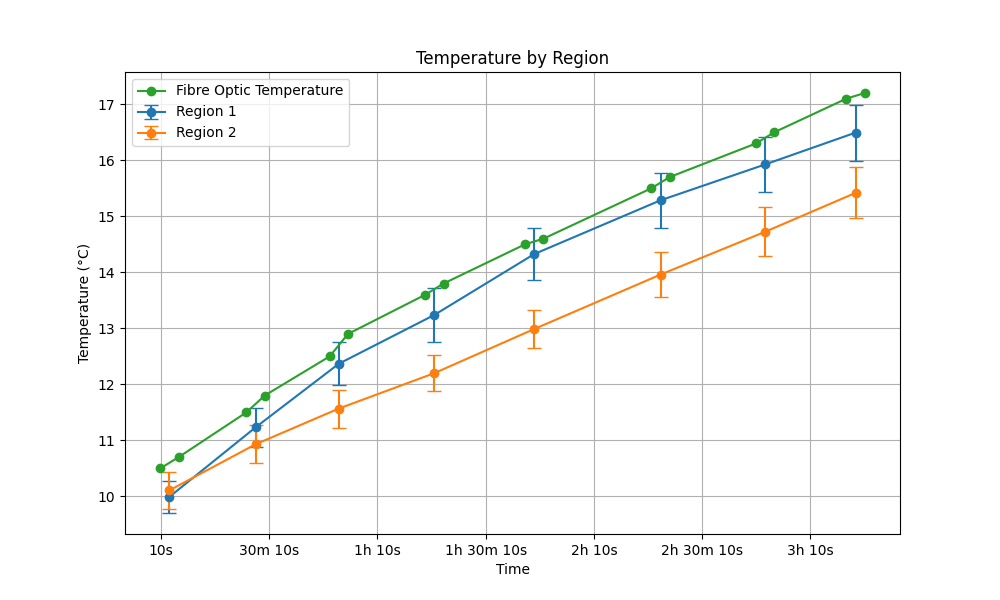 Temperature by Region
Fibre Optic Temperature
Region 1
Region 2
Temperature (°C)
17
16
15
14
13
12
11
10
10s
30m 10s
1h 10s
1h 30m 10s
2h 10s
2h 30m 10s
3h 10s
Time